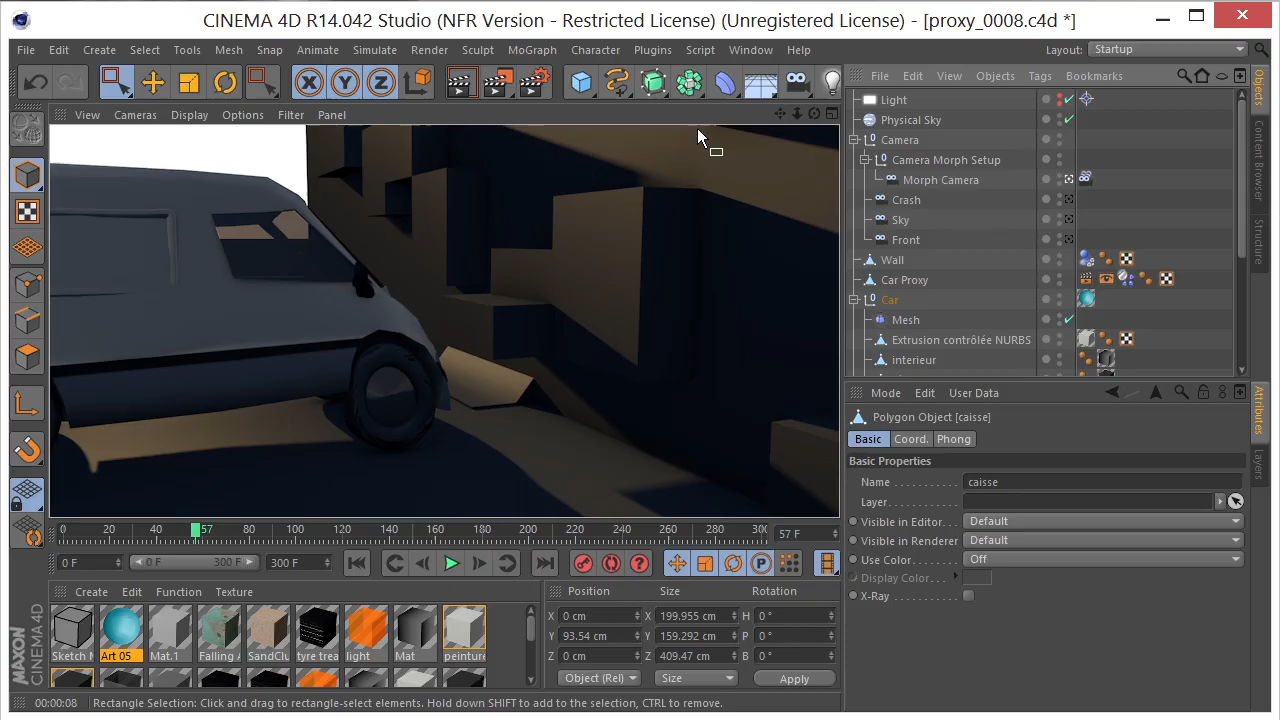 CINEMA 4D R14.042 Studio (NFR Version - Restricted License) (Unregistered License) - [proxy_0008.c4d *]
File Edit Create Select Tools Mesh Snap Animate Simulate Render Sculpt MoGraph Character Plugins Script Window Help Layout: Startup
X Y Z
File Edit View Objects Tags Bookmarks
View Cameras Display Options Filter Panel
Light
Physical Sky
Camera
Camera Morph Setup
Morph Camera
Crash
Sky
Front
Wall
Car Proxy
Car
Mesh
Extrusion contrôlée NURBS
interieur
Objects
Content Browser
Structure
Mode Edit User Data
Polygon Object [caisse]
Basic Coord. Phong
Basic Properties
Name caisse
Layer
Visible in Editor Default
Visible in Renderer Default
Use Color Off
Display Color
X-Ray
Attributes
Layers
0 20 40 57 80 100 120 140 160 180 200 220 240 260 280 300 57 F
0 F 0 F 300 F 300 F P
Create Edit Function Texture
Sketch M Art 05 Mat.1 Falling A SandClu tyre trea light Mat peinture
Position Size Rotation
X 0 cm X 199.955 cm H 0 °
Y 93.54 cm Y 159.292 cm P 0 °
Z 0 cm Z 409.47 cm B 0 °
Object (Rel) Size Apply
MAXON
CINEMA 4D
00:00:08 Rectangle Selection: Click and drag to rectangle-select elements. Hold down SHIFT to add to the selection, CTRL to remove.